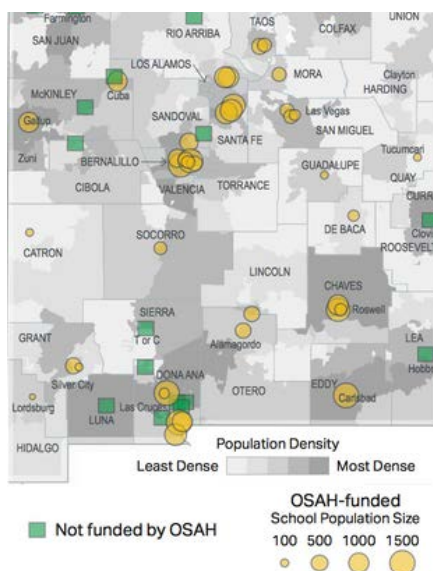 UNION
Farmington
TAOS
COLFAX
SAN JUAN
RIO ARRIBA
LOS ALAMOS
MORA
Clayton
HARDING
McKINLEY
Cuba
Gallup
SANDOVAL
Las Vegas
SANTA FE
SAN MIGUEL
Zuni
BERNALILLO
Tucumcari
GUADALUPE
QUAY
CIBOLA
VALENCIA
TORRANCE
CURR
Clovi
DE BACA
ROOSEVELT
SOCORRO
CATRON
LINCOLN
CHAVES
SIERRA
Roswell
GRANT
T or C
Alamogordo
LEA
Hobb
Silver City
DONA ANA
EDDY
OTERO
Carlsbad
Lordsburg
LUNA
Las Cruces
HIDALGO
Population Density
Least Dense
Most Dense
OSAH-funded
Not funded by OSAH
School Population Size
100 500 1000 1500